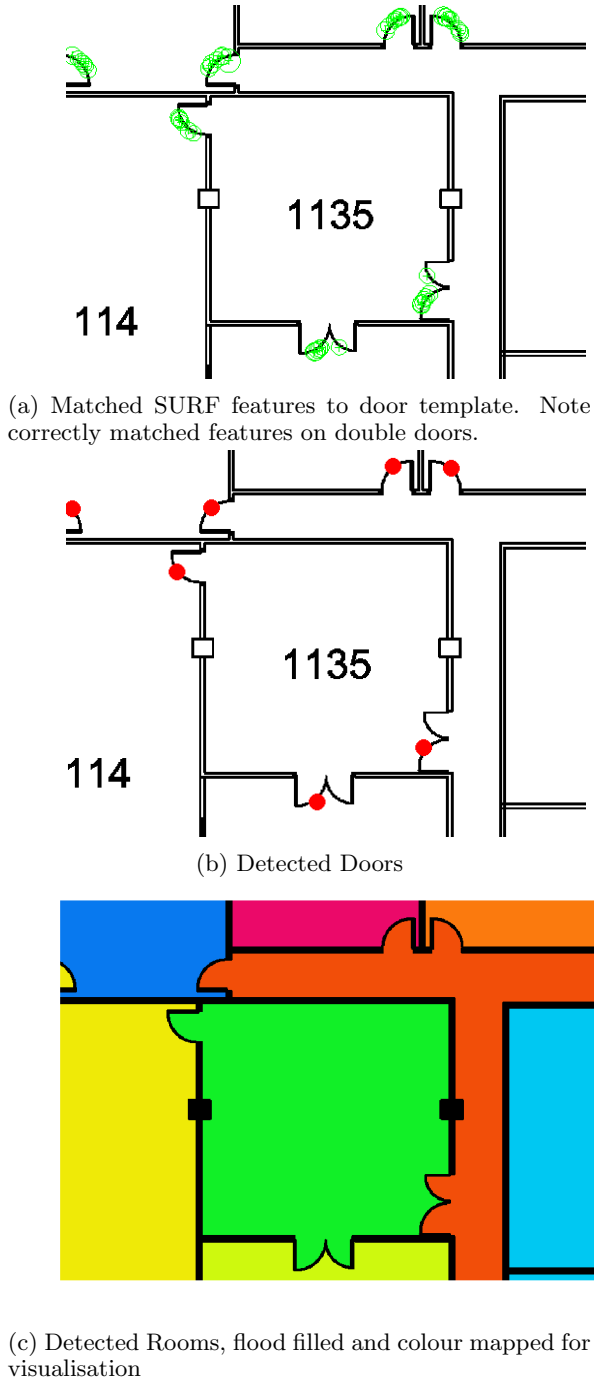 1135
114
(a) Matched SURF features to door template. Note
correctly matched features on double doors.
1135
114
(b) Detected Doors
(c) Detected Rooms, flood filled and colour mapped for
visualisation